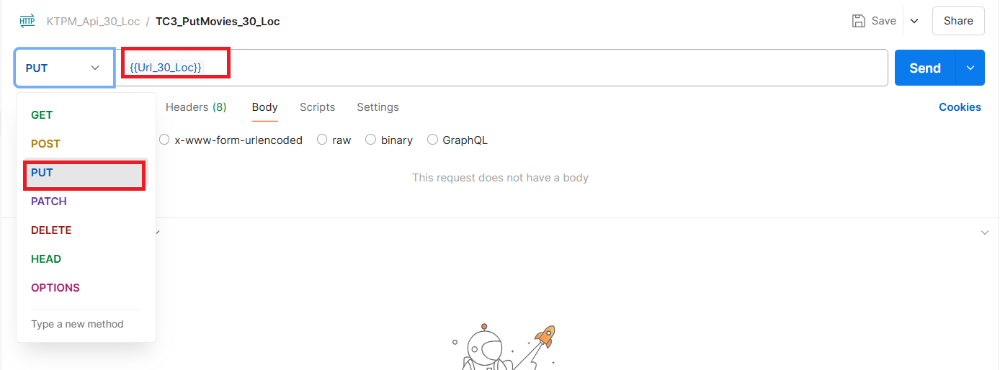 HTTP KTPM_Api_30_Loc / TC3_PutMovies_30_Loc Save Share
PUT {{Url_30_Loc}} Send
Headers (8) Body Scripts Settings Cookies
x-www-form-urlencoded raw binary GraphQL
This request does not have a body
GET
POST
PUT
PATCH
DELETE
HEAD
OPTIONS
Type a new method